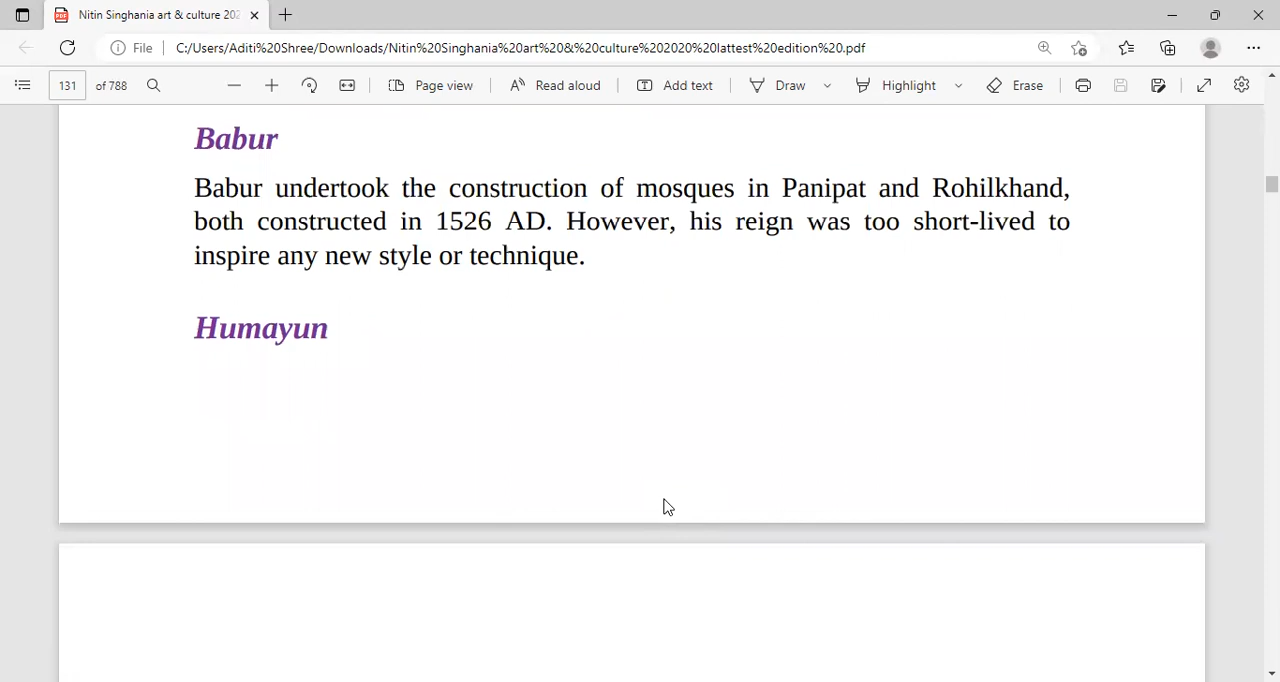 Nitin Singhania art & culture 202
File
C:/Users/Aditi%20Shree/Downloads/Nitin%20Singhania%20art%20&%20culture%202020%20lattest%20edition%20.pdf
131 of 788
Page view
Read aloud
Add text
Draw
Highlight
Erase
Babur
Babur undertook the construction of mosques in Panipat and Rohilkhand,
both constructed in 1526 AD. However, his reign was too short-lived to
inspire any new style or technique.
Humayun